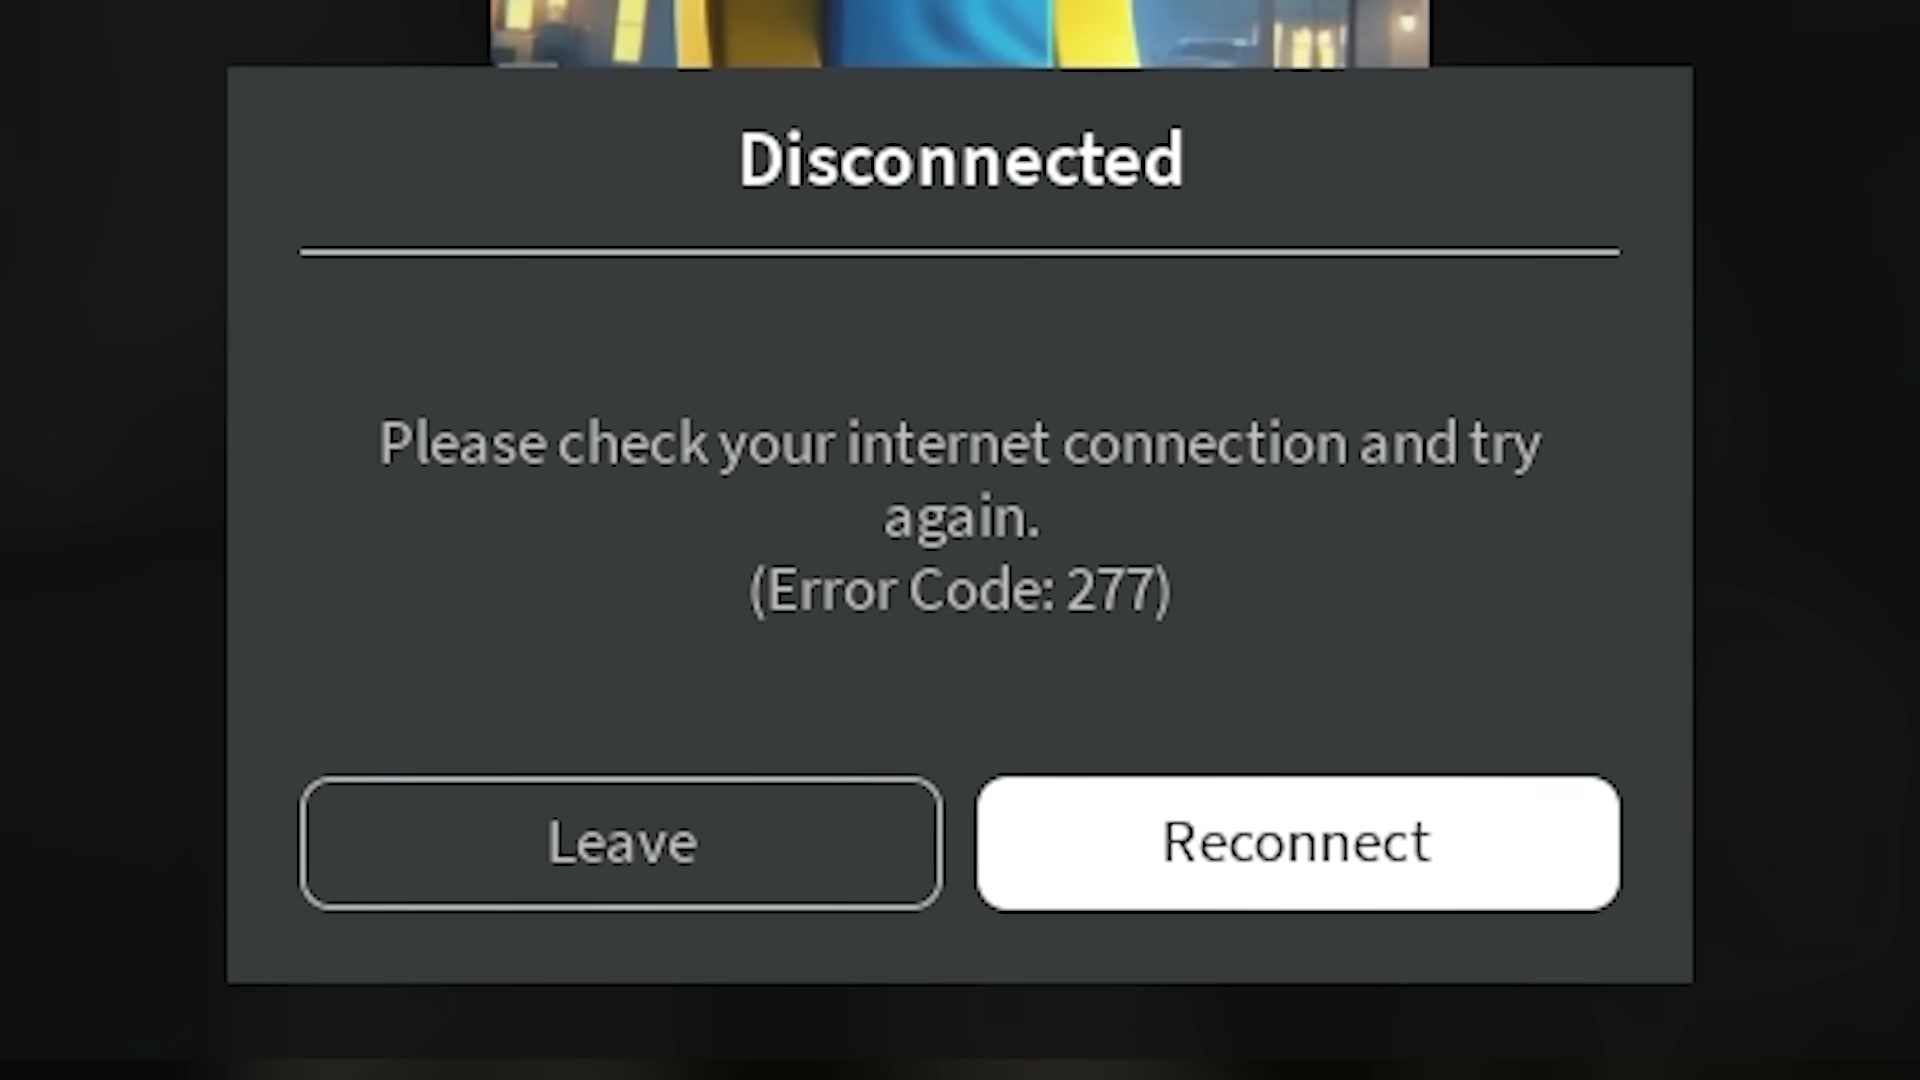 Disconnected
Please check your internet connection and try
again.
(Error Code: 277)
Leave
Reconnect